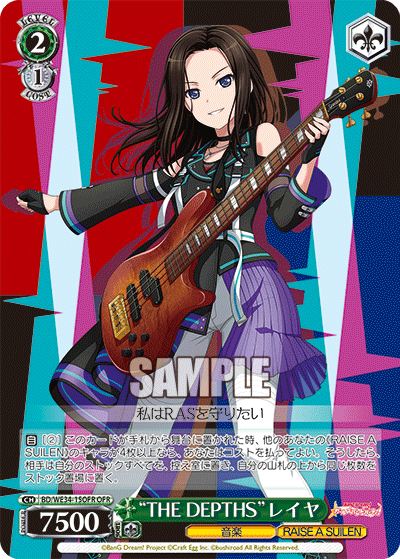 LEVEL
2
1
COST
SAMPLE
私はRASを守りたい
自 [②] このカードが手札から舞台に置かれた時、他のあなたの《RAISE A
SUILEN》のキャラが4枚以上なら、あなたはコストを払ってよい。そうしたら、
相手は自分のストックすべてを、控え室に置き、自分の山札の上から同じ枚数を
ストック置場に置く。
CH BD/WE34-15OFR OFR
7500
"THE DEPTHS" レイヤ
音楽
RAISE A SUILEN
©BanG Dream! Project ©Craft Egg Inc. ©bushiroad All Rights Reserved.